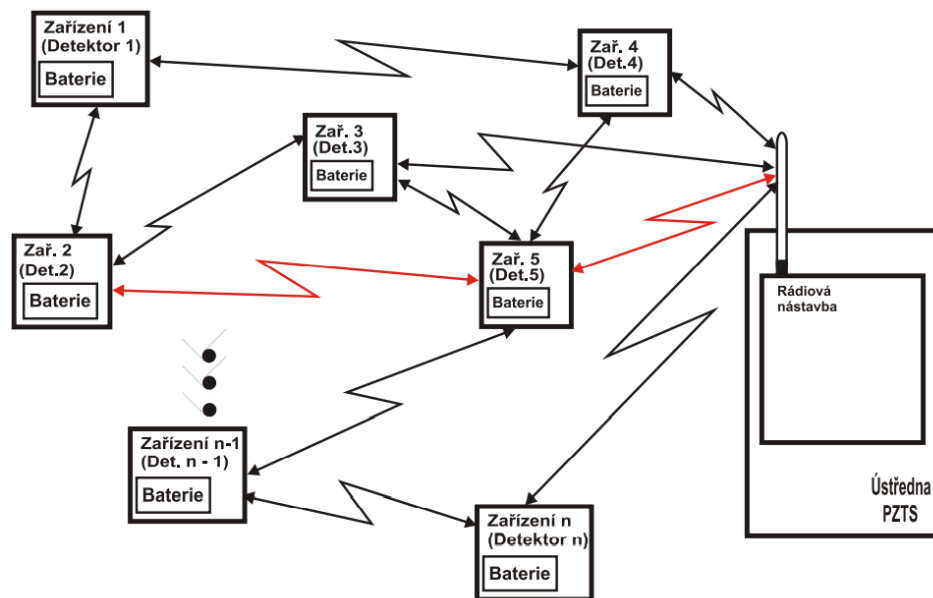 Zařízení 1
(Detektor 1)
Baterie
Zař. 4
(Det.4)
Baterie
Zař. 3
(Det.3)
Baterie
Zař. 2
(Det.2)
Baterie
Zař. 5
(Det.5)
Baterie
Rádiová
nástavba
Zařízení n-1
(Det. n - 1)
Baterie
Zařízení n
(Detektor n)
Baterie
Ústředna
PZTS